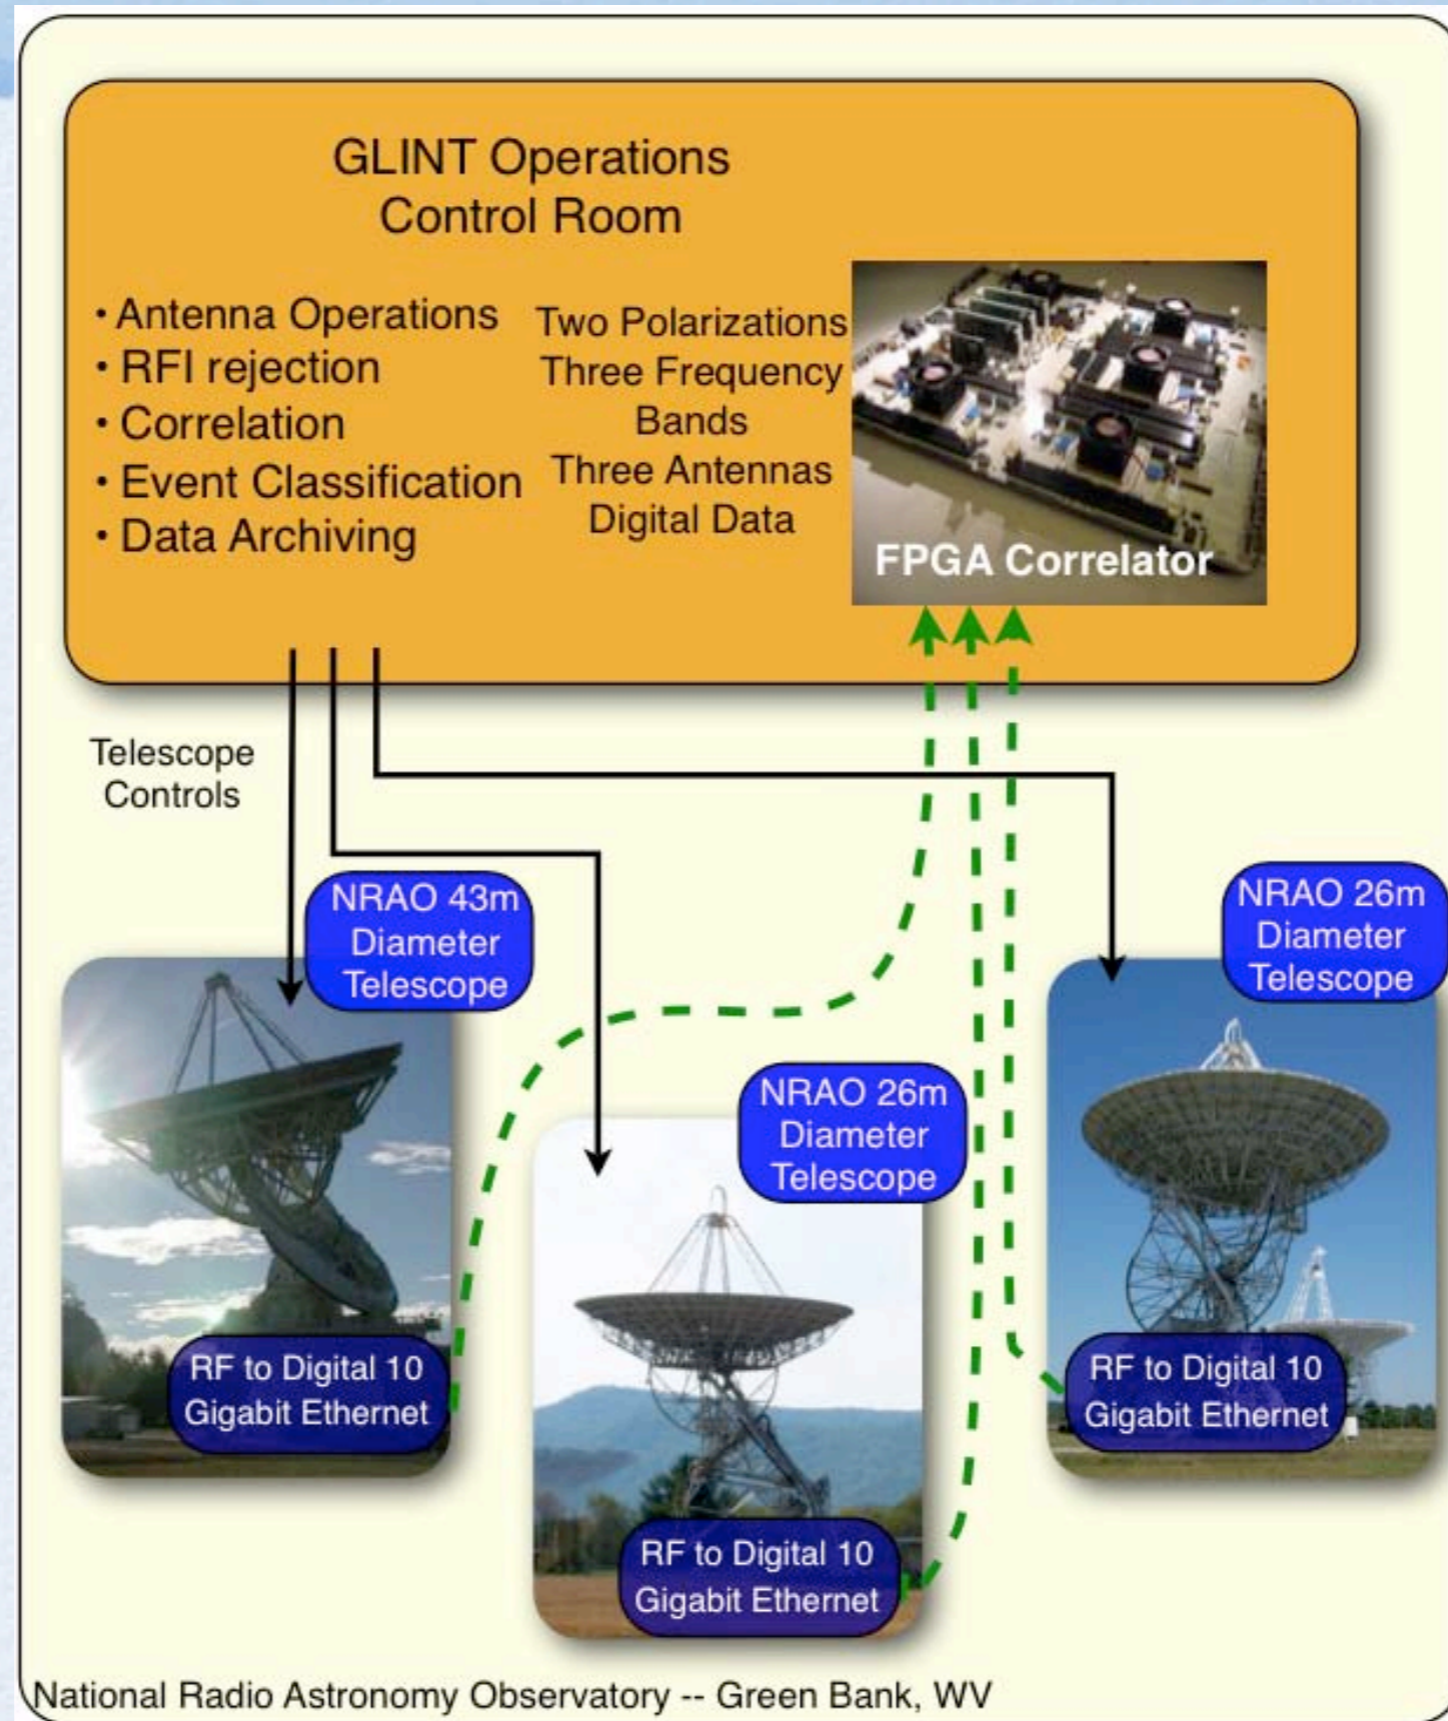 GLINT Operations
Control Room
• Antenna Operations
• RFI rejection
• Correlation
• Event Classification
• Data Archiving
Two Polarizations
Three Frequency
Bands
Three Antennas
Digital Data
FPGA Correlator
Telescope
Controls
NRAO 43m
Diameter
Telescope
RF to Digital 10
Gigabit Ethernet
NRAO 26m
Diameter
Telescope
RF to Digital 10
Gigabit Ethernet
NRAO 26m
Diameter
Telescope
RF to Digital 10
Gigabit Ethernet
National Radio Astronomy Observatory -- Green Bank, WV